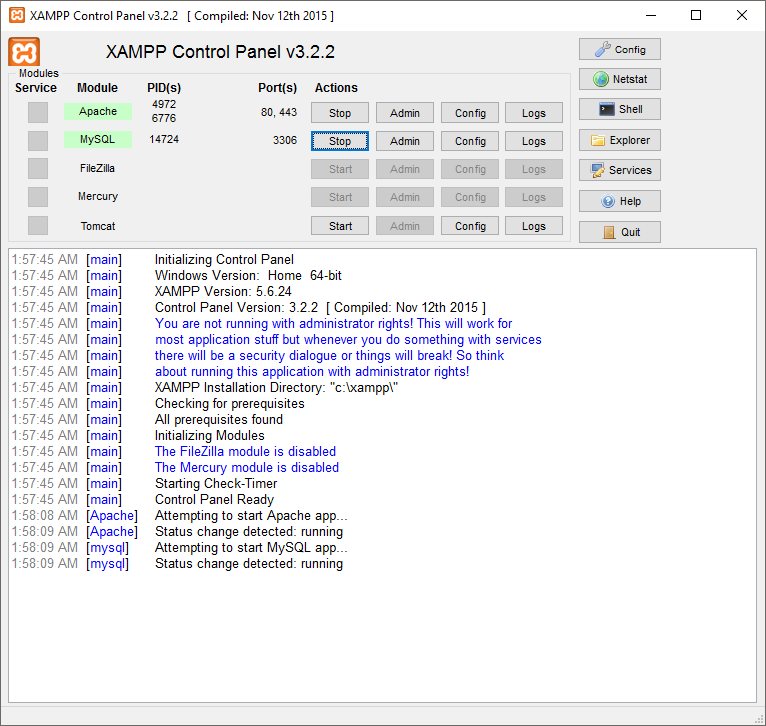 XAMPP Control Panel v3.2.2 [ Compiled: Nov 12th 2015 ]
XAMPP Control Panel v3.2.2
Config
Modules
Service Module PID(s) Port(s) Actions
Netstat
Apache 4972 6776 80, 443 Stop Admin Config Logs
Shell
MySQL 14724 3306 Stop Admin Config Logs
Explorer
FileZilla Start Admin Config Logs
Services
Mercury Start Admin Config Logs
Help
Tomcat Start Admin Config Logs
Quit
1:57:45 AM [main] Initializing Control Panel
1:57:45 AM [main] Windows Version: Home 64-bit
1:57:45 AM [main] XAMPP Version: 5.6.24
1:57:45 AM [main] Control Panel Version: 3.2.2 [ Compiled: Nov 12th 2015 ]
1:57:45 AM [main] You are not running with administrator rights! This will work for
1:57:45 AM [main] most application stuff but whenever you do something with services
1:57:45 AM [main] there will be a security dialogue or things will break! So think
1:57:45 AM [main] about running this application with administrator rights!
1:57:45 AM [main] XAMPP Installation Directory: "c:\xampp\"
1:57:45 AM [main] Checking for prerequisites
1:57:45 AM [main] All prerequisites found
1:57:45 AM [main] Initializing Modules
1:57:45 AM [main] The FileZilla module is disabled
1:57:45 AM [main] The Mercury module is disabled
1:57:45 AM [main] Starting Check-Timer
1:57:45 AM [main] Control Panel Ready
1:58:08 AM [Apache] Attempting to start Apache app...
1:58:09 AM [Apache] Status change detected: running
1:58:09 AM [mysql] Attempting to start MySQL app...
1:58:09 AM [mysql] Status change detected: running